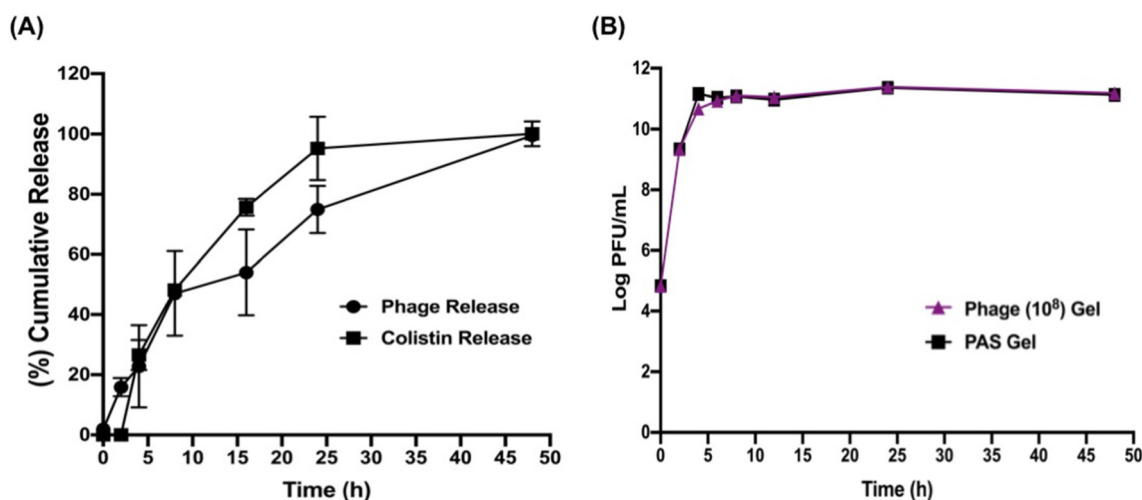 (A)
(%) Cumulative Release
120
100
80
60
40
20
0
0 5 10 15 20 25 30 35 40 45 50
Time (h)
Phage Release
Colistin Release
(B)
Log PFU/mL
12
10
8
6
4
2
0
0 5 10 15 20 25 30 35 40 45 50
Time (h)
Phage (10⁸) Gel
PAS Gel